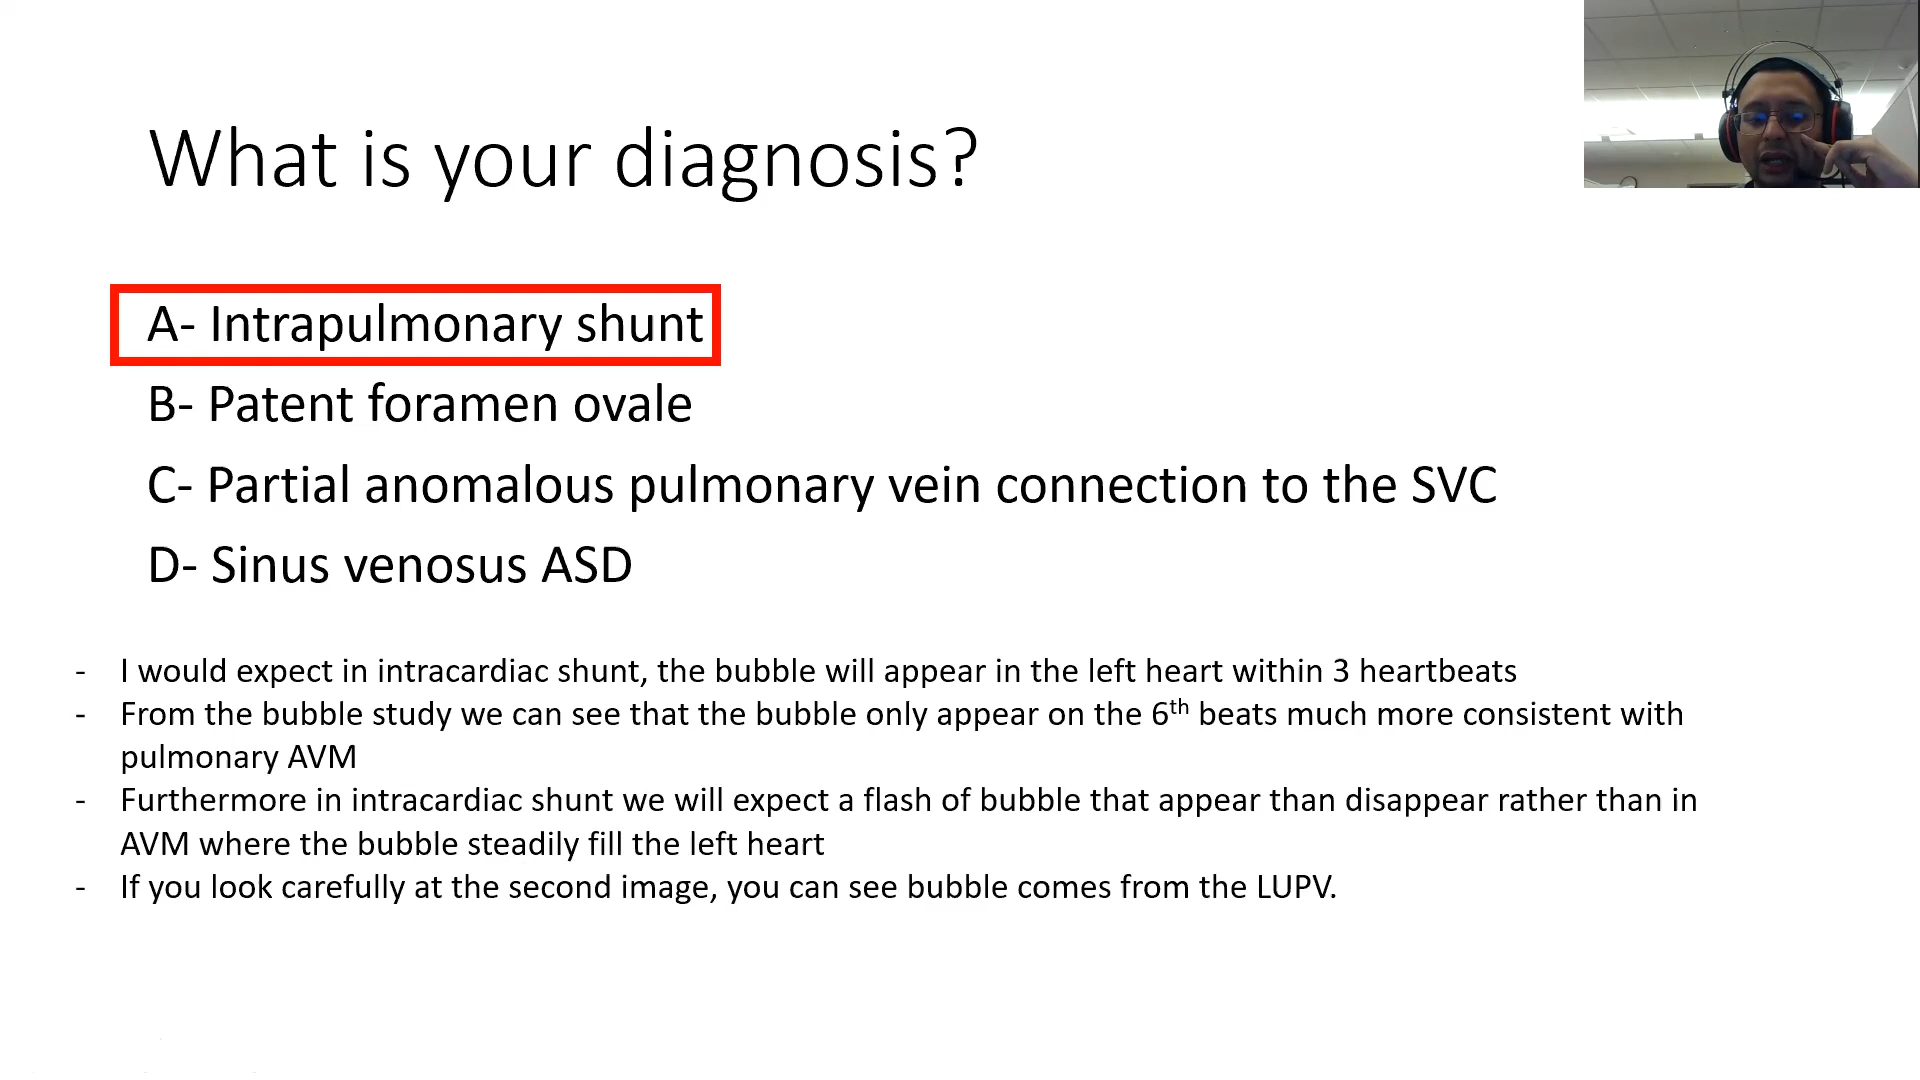 What is your diagnosis?
A- Intrapulmonary shunt
B- Patent foramen ovale
C- Partial anomalous pulmonary vein connection to the SVC
D- Sinus venosus ASD
- I would expect in intracardiac shunt, the bubble will appear in the left heart within 3 heartbeats
- From the bubble study we can see that the bubble only appear on the 6th beats much more consistent with
pulmonary AVM
- Furthermore in intracardiac shunt we will expect a flash of bubble that appear than disappear rather than in
AVM where the bubble steadily fill the left heart
- If you look carefully at the second image, you can see bubble comes from the LUPV.